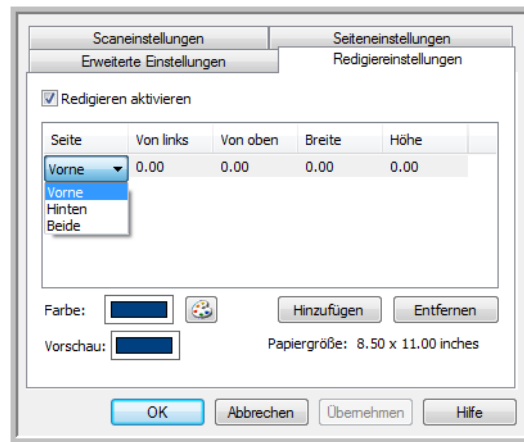 Scaneinstellungen Seiteneinstellungen
Erweiterte Einstellungen Redigiereinstellungen
Redigieren aktivieren
Seite Von links Von oben Breite Höhe
Vorne 0.00 0.00 0.00 0.00
Vorne
Hinten
Beide
Farbe: Hinzufügen Entfernen
Vorschau: Papiergröße: 8.50 x 11.00 inches
OK Abbrechen Übernehmen Hilfe